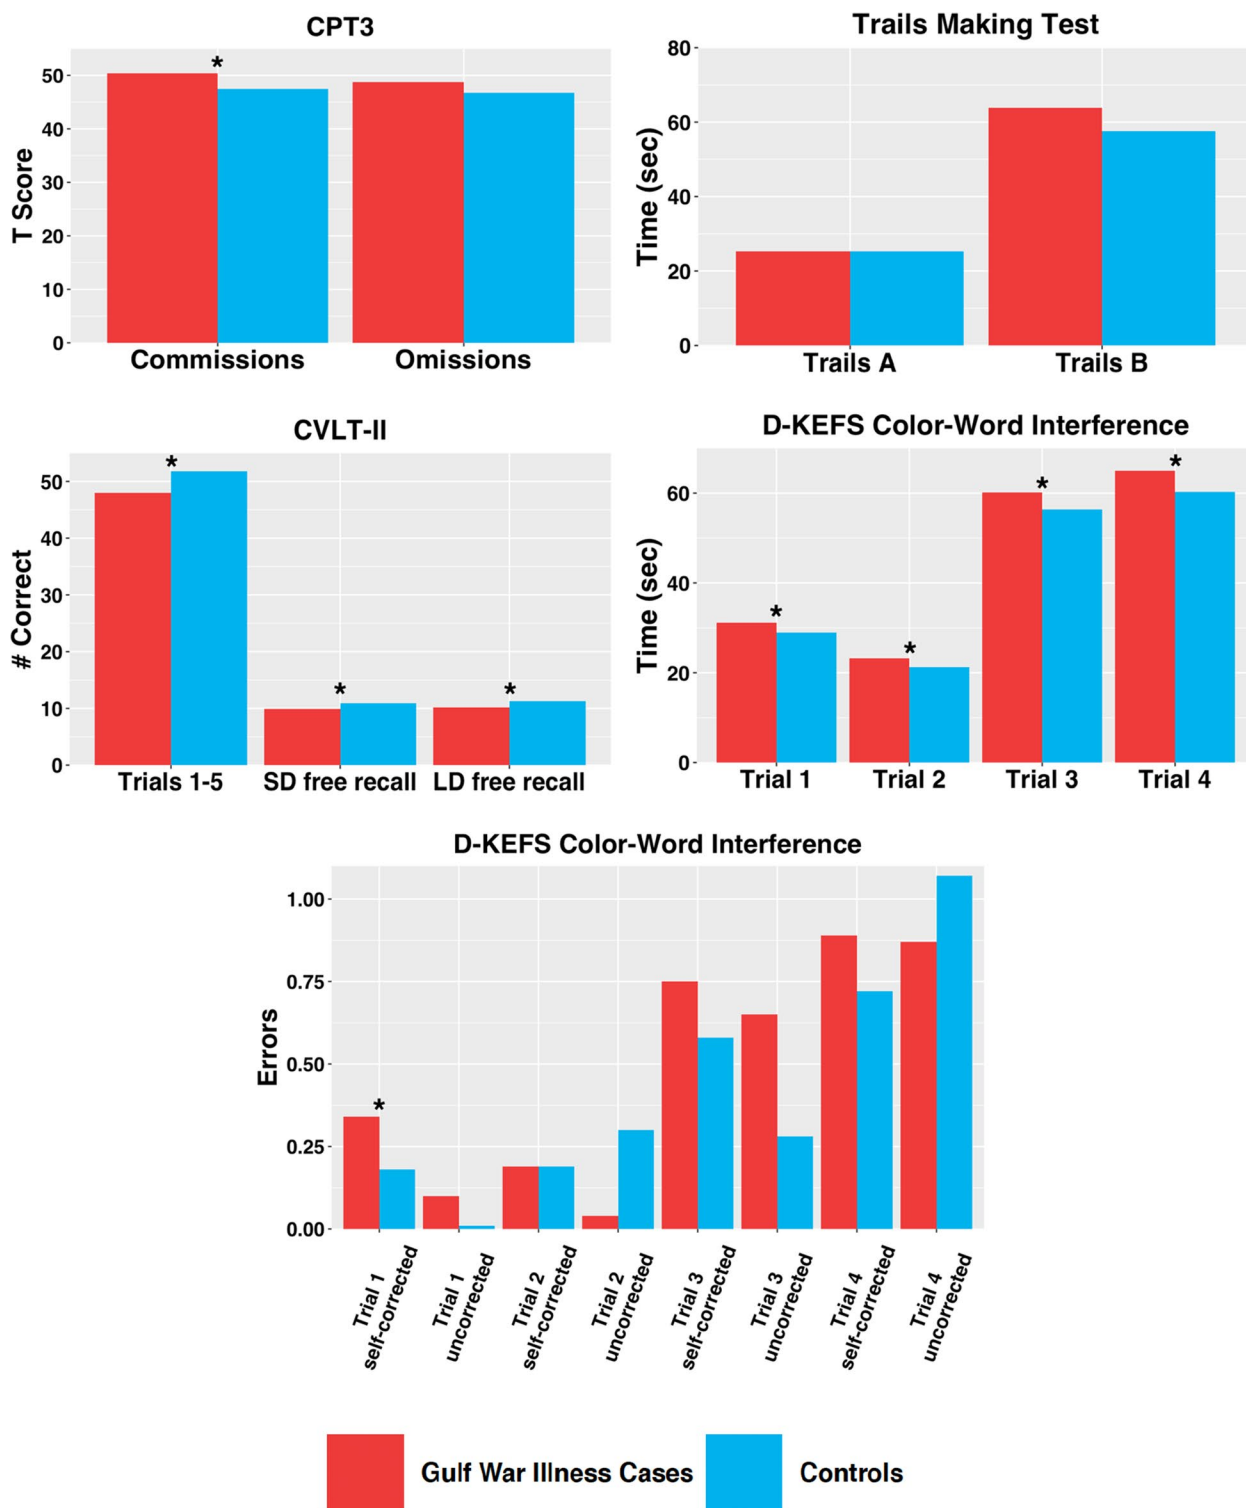 CPT3
T Score
50
40
30
20
10
0
*
Commissions
Omissions
Trails Making Test
Time (sec)
80
60
40
20
0
Trails A
Trails B
CVLT-II
# Correct
50
40
30
20
10
0
*
*
*
Trials 1-5
SD free recall
LD free recall
D-KEFS Color-Word Interference
Time (sec)
60
40
20
0
*
*
*
*
Trial 1
Trial 2
Trial 3
Trial 4
D-KEFS Color-Word Interference
Errors
1.00
0.75
0.50
0.25
0.00
*
Trial 1
self-corrected
Trial 1
uncorrected
Trial 2
self-corrected
Trial 2
uncorrected
Trial 3
self-corrected
Trial 3
uncorrected
Trial 4
self-corrected
Trial 4
uncorrected
Gulf War Illness Cases
Controls